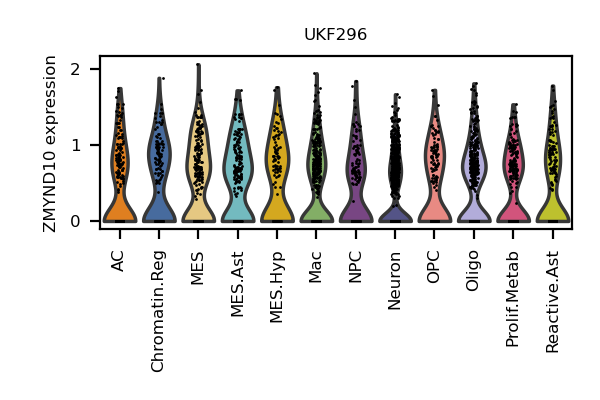 UKF296
ZMYND10 expression
2
1
0
AC
Chromatin.Reg
MES
MES.Ast
MES.Hyp
Mac
NPC
Neuron
OPC
Oligo
Prolif.Metab
Reactive.Ast